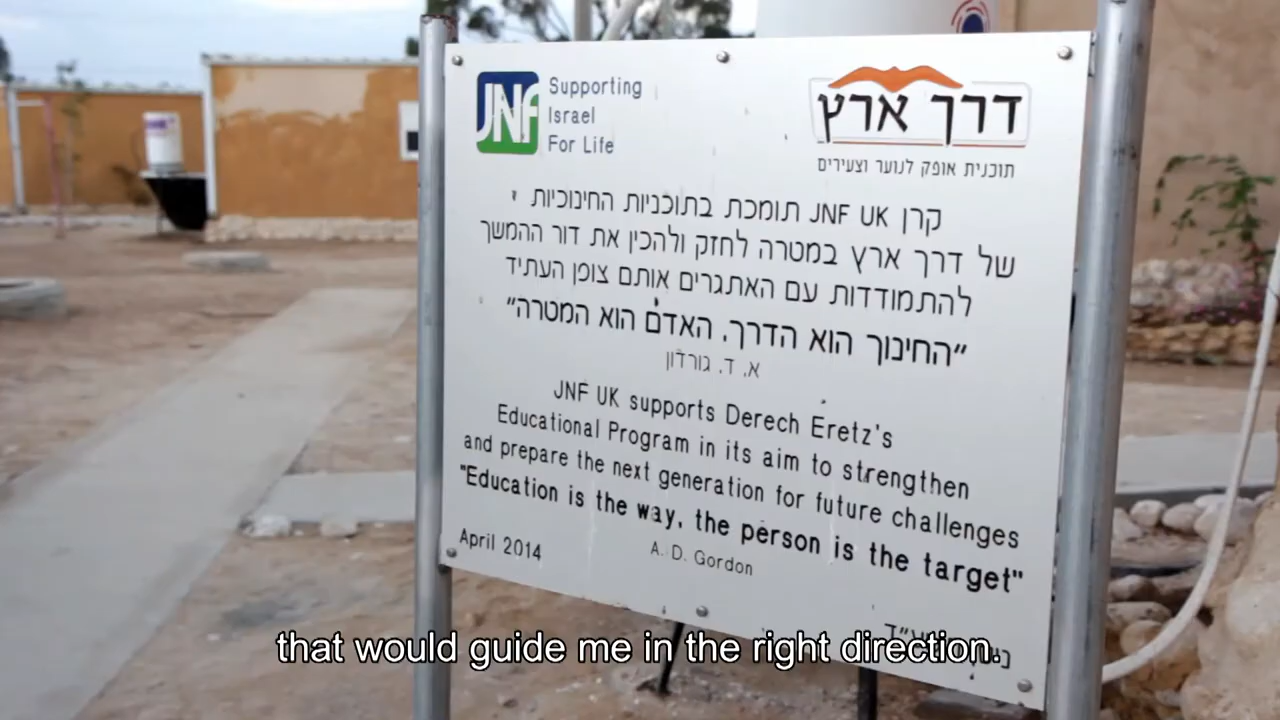 JNF
Supporting
Israel
For Life
דרך ארץ
תוכנית אופק לנוער וצעירים
קרן JNF UK תומכת בתוכניות החינוכיות
של דרך ארץ במטרה לחזק ולהכין את דור ההמשך
להתמודדות עם האתגרים אותם צופן העתיד
״החינוך הוא הדרך. האדם הוא המטרה״
א. ד. גורדון
JNF UK supports Derech Eretz's
Educational Program in its aim to strengthen
and prepare the next generation for future challenges
"Education is the way, the person is the target"
A. D. Gordon
April 2014
that would guide me in the right direction.